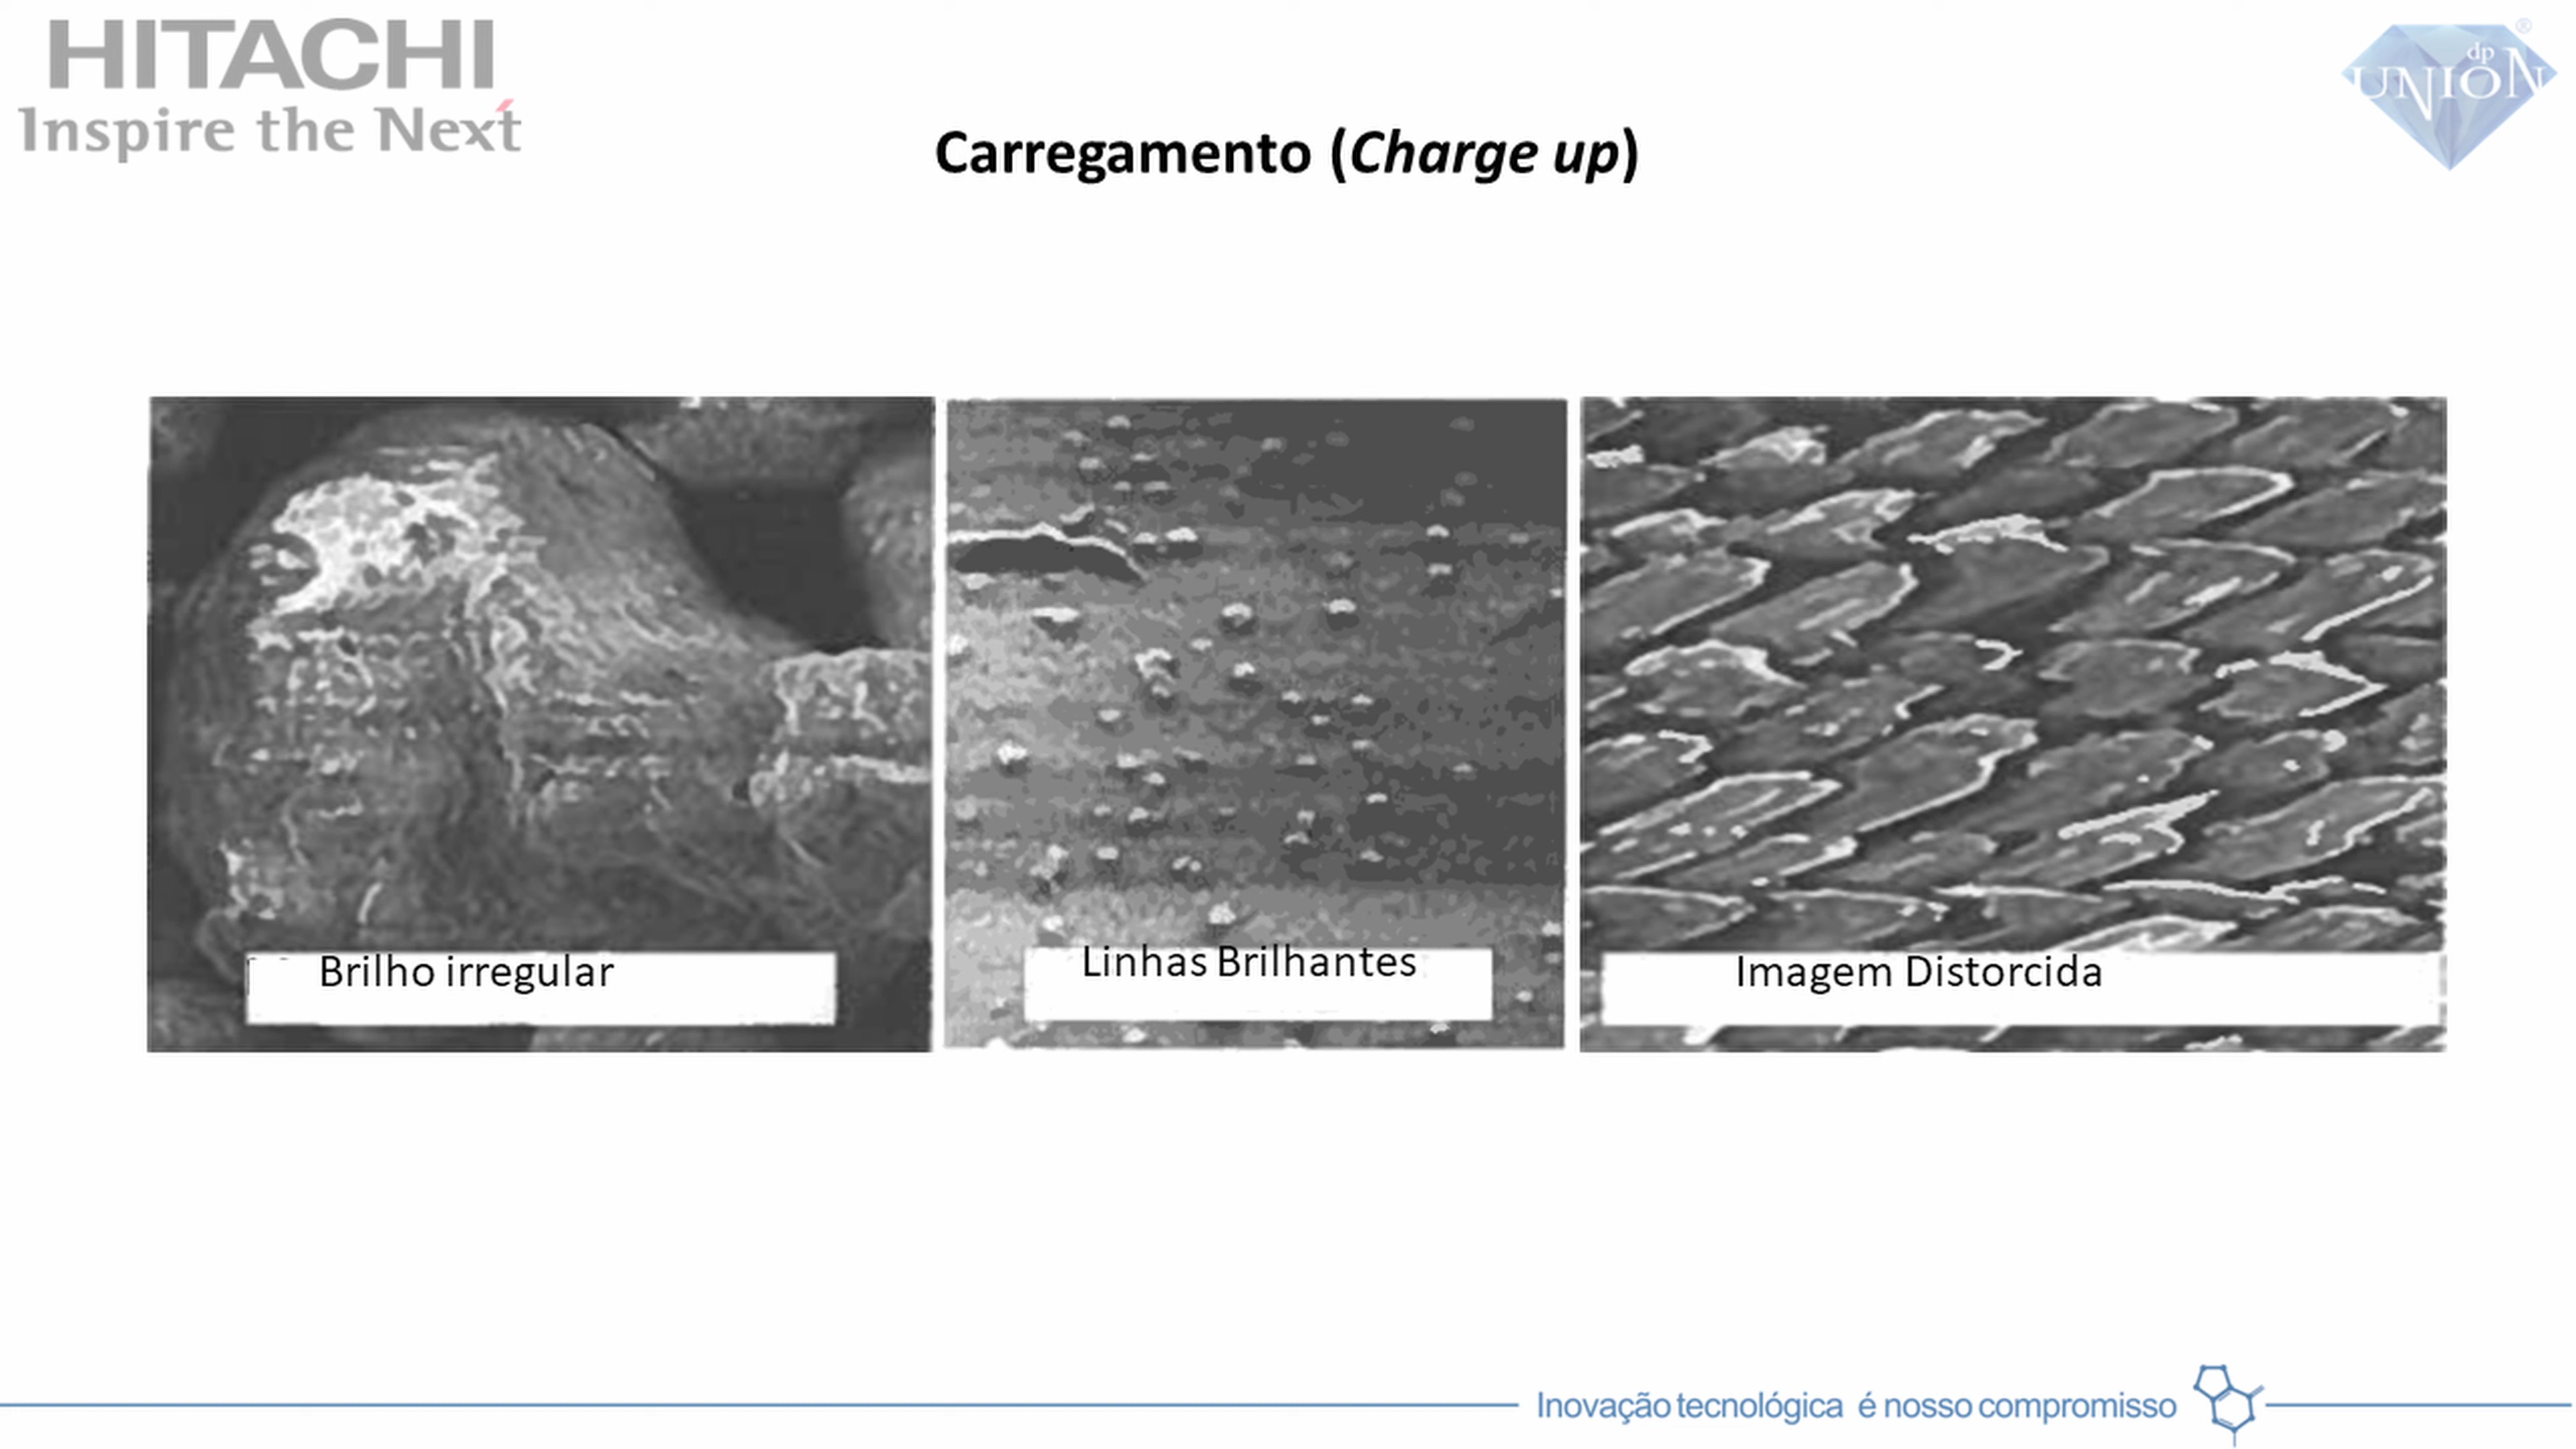 HITACHI
Inspire the Next
dp
UNION
®
Carregamento (Charge up)
Brilho irregular
Linhas Brilhantes
Imagem Distorcida
Inovação tecnológica é nosso compromisso